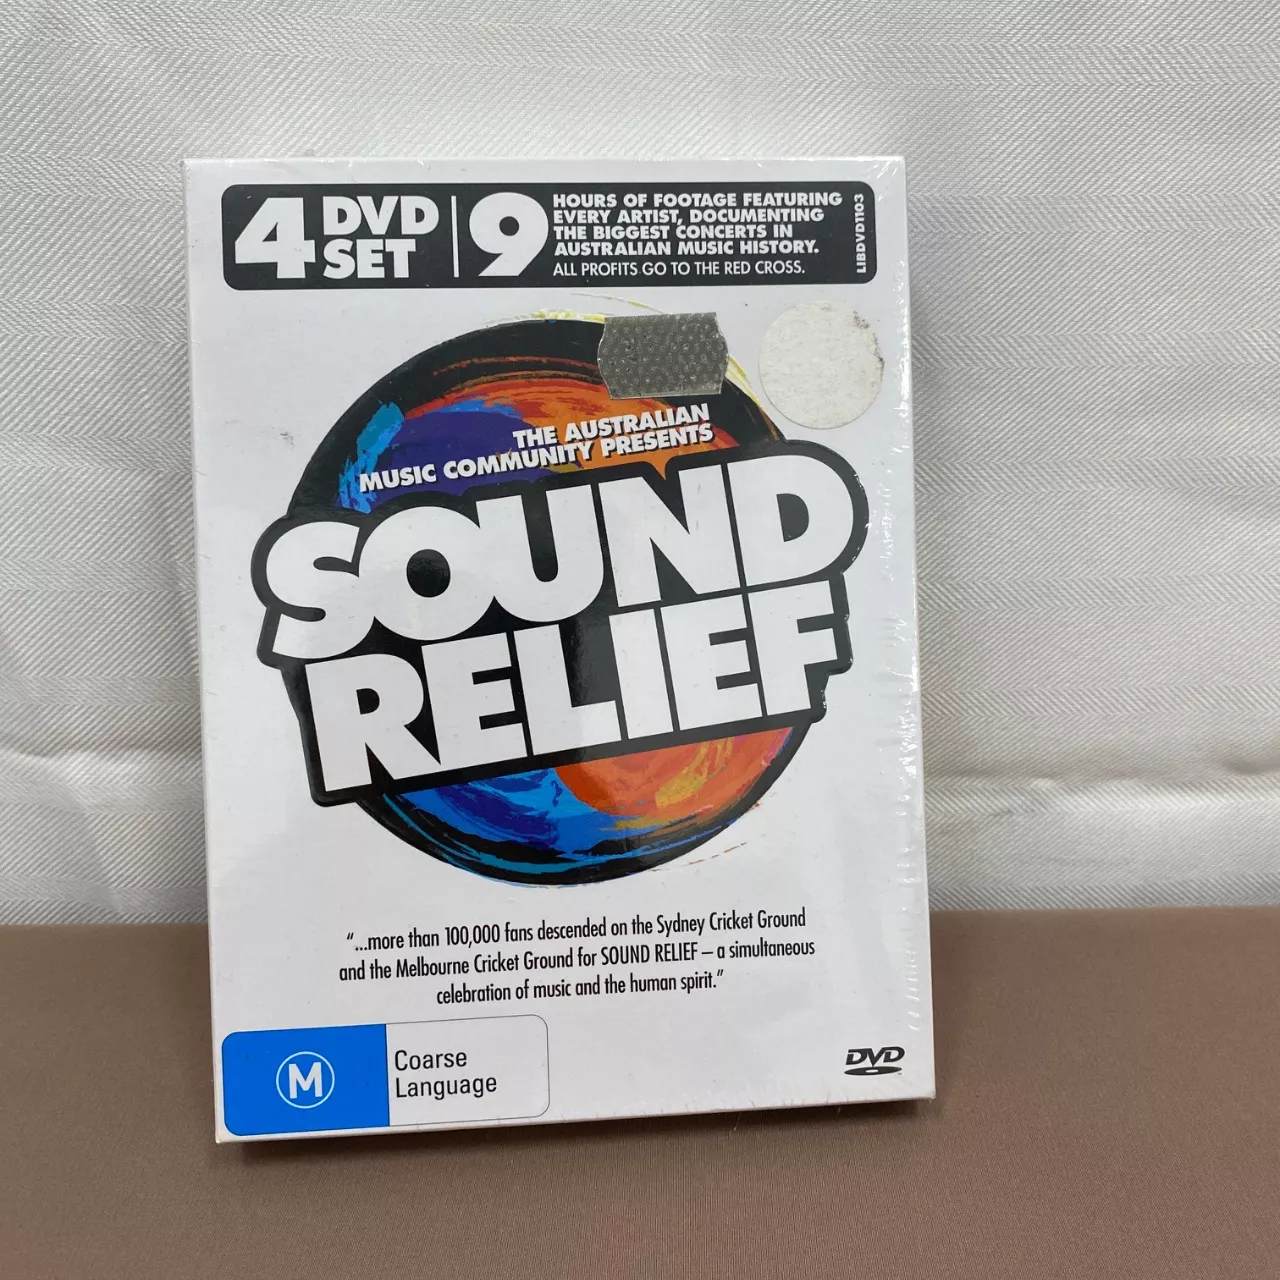 4 DVD SET
9
HOURS OF FOOTAGE FEATURING
EVERY ARTIST, DOCUMENTING
THE BIGGEST CONCERTS IN
AUSTRALIAN MUSIC HISTORY.
ALL PROFITS GO TO THE RED CROSS.
LIBDVD1103
THE AUSTRALIAN
MUSIC COMMUNITY PRESENTS
SOUND
RELIEF
“...more than 100,000 fans descended on the Sydney Cricket Ground
and the Melbourne Cricket Ground for SOUND RELIEF – a simultaneous
celebration of music and the human spirit.”
M
Coarse
Language
DVD